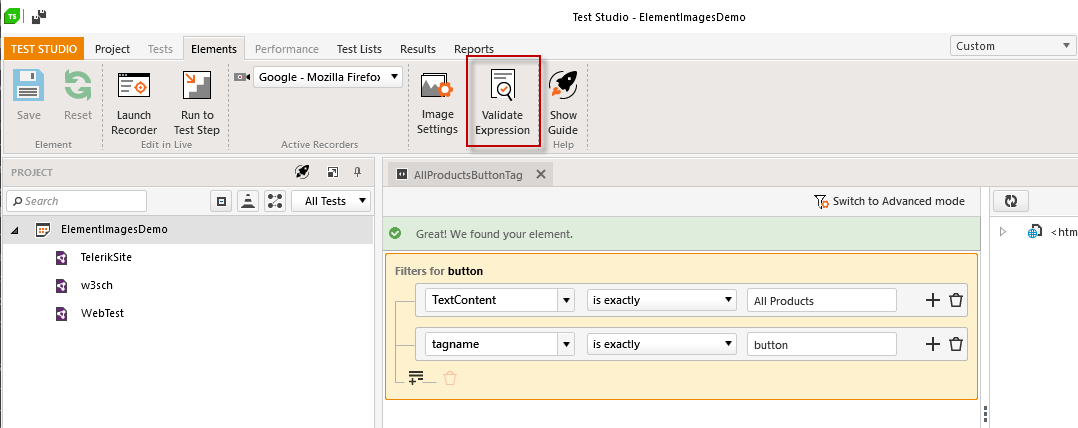 TS
Test Studio - ElementImagesDemo
TEST STUDIO Project Tests Elements Performance Test Lists Results Reports Custom
Google - Mozilla Firefox
Save Reset Launch Recorder Run to Test Step Image Settings Validate Expression Show Guide
Element Edit in Live Active Recorders Help
PROJECT
AllProductsButtonTag
Search All Tests
Switch to Advanced mode
ElementImagesDemo
Great! We found your element.
<htm
TelerikSite
w3sch
WebTest
Filters for button
TextContent is exactly All Products
tagname is exactly button